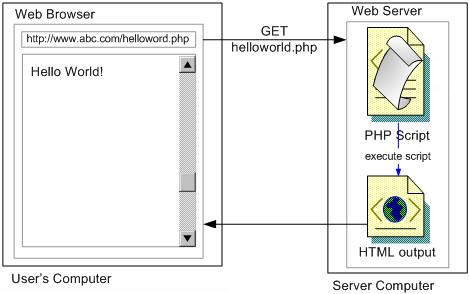 Web Browser
http://www.abc.com/helloword.php
Hello World!
User's Computer
GET
helloworld.php
Web Server
PHP Script
execute script
HTML output
Server Computer